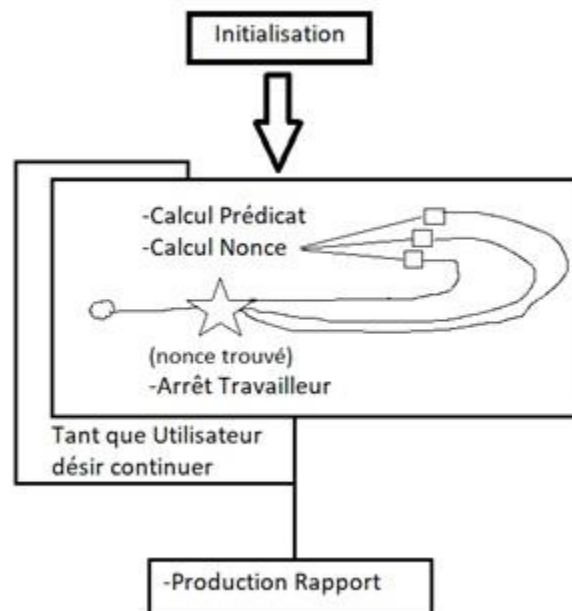 Initialisation
-Calcul Prédicat
-Calcul Nonce
(nonce trouvé)
-Arrêt Travailleur
Tant que Utilisateur
désir continuer
-Production Rapport